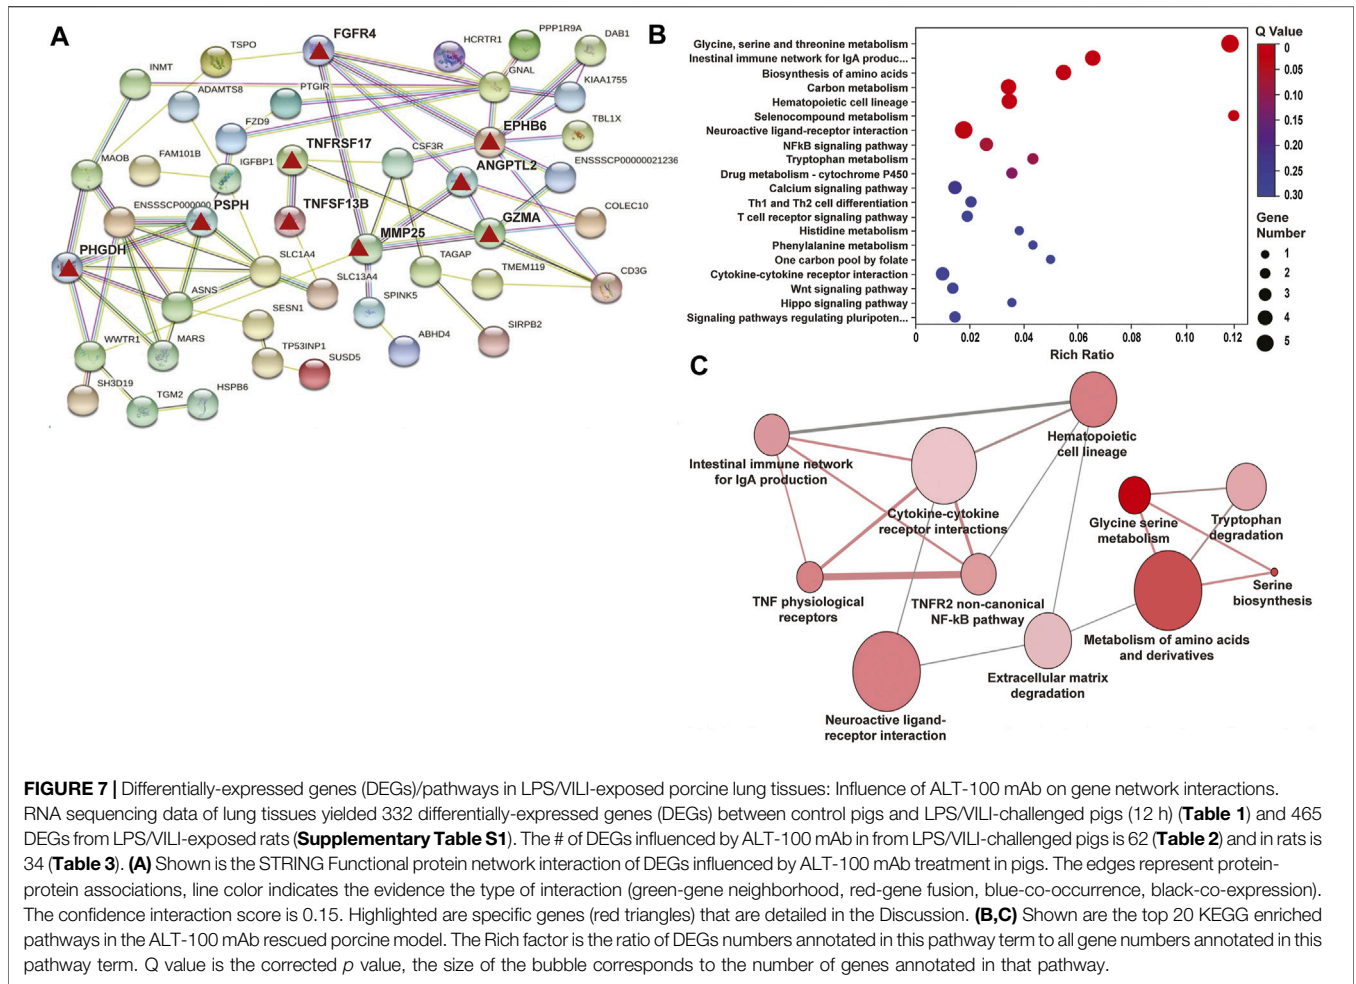 A
FGFR4
TSPO
HCRTR1
PPP1R9A
DAB1
INMT
GNAL
KIAA1755
ADAMTS8
PTGIR
FZD9
EPHB6
TBL1X
TNFRSF17
CSF3R
ENSSSCP00000021236
MAOB
FAM101B
IGFBP1
ANGPTL2
ENSSSCP000000
PSPH
TNFSF13B
GZMA
COLEC10
MMP25
PHGDH
SLC1A4
TAGAP
SLC13A4
TMEM119
CD3G
ASNS
SESN1
SPINK5
SIRPB2
WWTR1
MARS
TP53INP1
ABHD4
SUSD5
SH3D19
TGM2
HSPB6
B
Glycine, serine and threonine metabolism
Inestinal immune network for IgA produc...
Biosynthesis of amino acids
Carbon metabolism
Hematopoietic cell lineage
Selenocompound metabolism
Neuroactive ligand-receptor interaction
NFkB signaling pathway
Tryptophan metabolism
Drug metabolism - cytochrome P450
Calcium signaling pathway
Th1 and Th2 cell differentiation
T cell receptor signaling pathway
Histidine metabolism
Phenylalanine metabolism
One carbon pool by folate
Cytokine-cytokine receptor interaction
Wnt signaling pathway
Hippo signaling pathway
Signaling pathways regulating pluripoten...
0 0.02 0.04 0.06 0.08 0.10 0.12
Rich Ratio
Q Value
0
0.05
0.10
0.15
0.20
0.25
0.30
Gene
Number
1
2
3
4
5
C
Hematopoietic
cell lineage
Intestinal immune network
for IgA production
Cytokine-cytokine
receptor interactions
Glycine serine
metabolism
Tryptophan
degradation
TNF physiological
receptors
TNFR2 non-canonical
NF-kB pathway
Serine
biosynthesis
Metabolism of amino acids
and derivatives
Extracellular matrix
degradation
Neuroactive ligand-
receptor interaction
FIGURE 7 | Differentially-expressed genes (DEGs)/pathways in LPS/VILI-exposed porcine lung tissues: Influence of ALT-100 mAb on gene network interactions.
RNA sequencing data of lung tissues yielded 332 differentially-expressed genes (DEGs) between control pigs and LPS/VILI-challenged pigs (12 h) (Table 1) and 465
DEGs from LPS/VILI-exposed rats (Supplementary Table S1). The # of DEGs influenced by ALT-100 mAb in from LPS/VILI-challenged pigs is 62 (Table 2) and in rats is
34 (Table 3). (A) Shown is the STRING Functional protein network interaction of DEGs influenced by ALT-100 mAb treatment in pigs. The edges represent protein-
protein associations, line color indicates the evidence the type of interaction (green-gene neighborhood, red-gene fusion, blue-co-occurrence, black-co-expression).
The confidence interaction score is 0.15. Highlighted are specific genes (red triangles) that are detailed in the Discussion. (B,C) Shown are the top 20 KEGG enriched
pathways in the ALT-100 mAb rescued porcine model. The Rich factor is the ratio of DEGs numbers annotated in this pathway term to all gene numbers annotated in this
pathway term. Q value is the corrected p value, the size of the bubble corresponds to the number of genes annotated in that pathway.